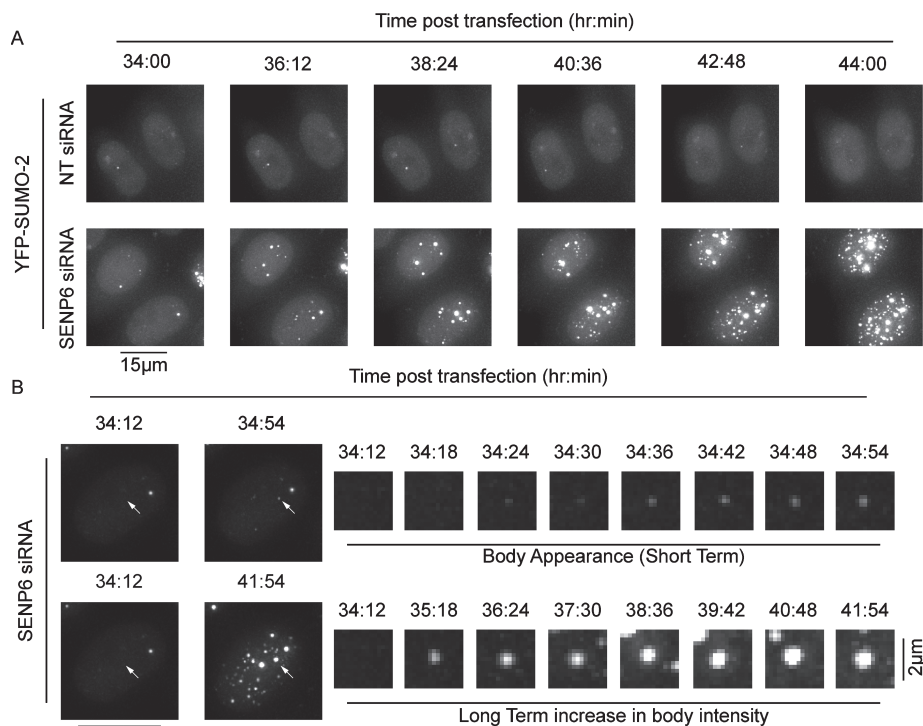 A
Time post transfection (hr:min)
34:00 36:12 38:24 40:36 42:48 44:00
YFP-SUMO-2
NT siRNA
SENP6 siRNA
15µm
B
Time post transfection (hr:min)
SENP6 siRNA
34:12 34:54
34:12 34:18 34:24 34:30 34:36 34:42 34:48 34:54
Body Appearance (Short Term)
34:12 41:54
34:12 35:18 36:24 37:30 38:36 39:42 40:48 41:54
2µm
Long Term increase in body intensity